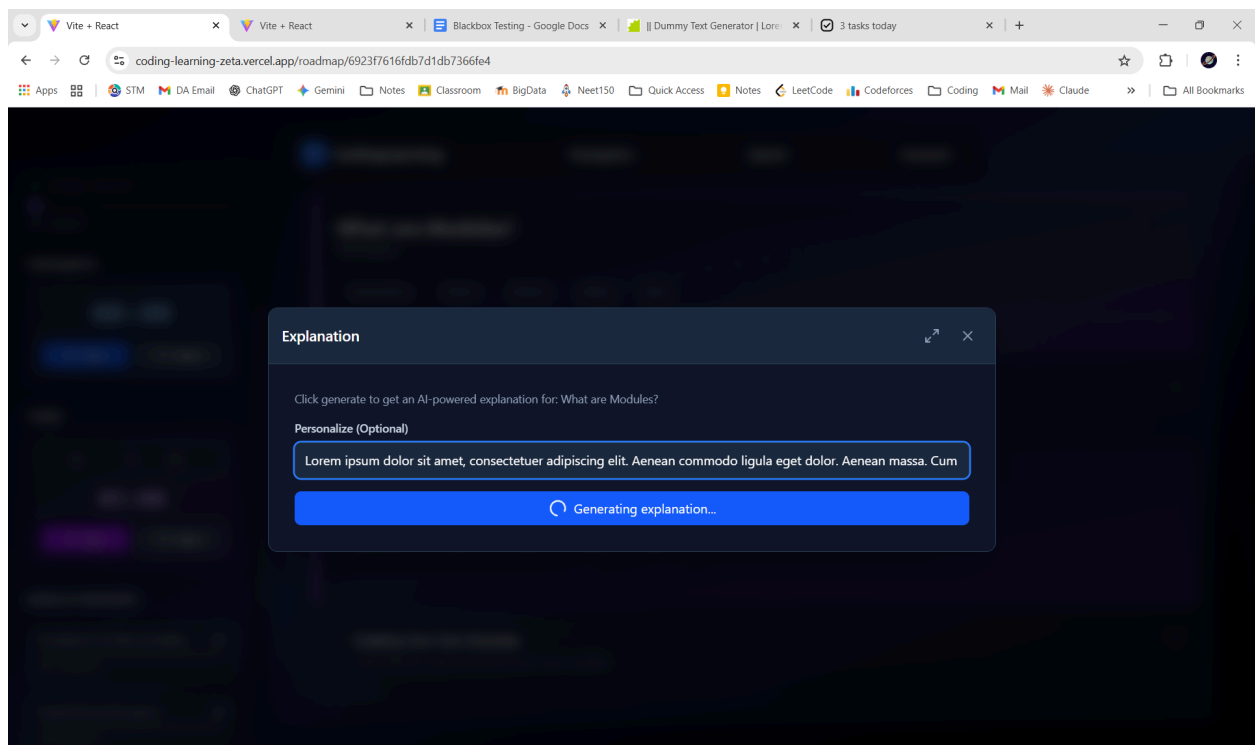 Vite + React
Vite + React
Blackbox Testing - Google Docs
|| Dummy Text Generator | Lore
3 tasks today
coding-learning-zeta.vercel.app/roadmap/6923f7616fdb7d1db7366fe4
Apps STM DA Email ChatGPT Gemini Notes Classroom BigData Neet150 Quick Access Notes LeetCode Codeforces Coding Mail Claude » All Bookmarks
What are Modules?
Explanation
Click generate to get an AI-powered explanation for: What are Modules?
Personalize (Optional)
Lorem ipsum dolor sit amet, consectetuer adipiscing elit. Aenean commodo ligula eget dolor. Aenean massa. Cum
Generating explanation...